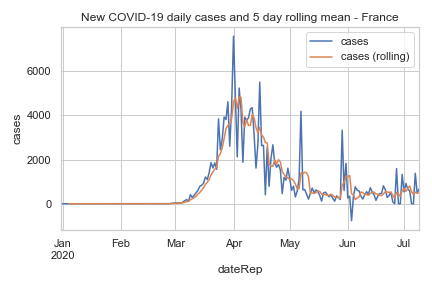 New COVID-19 daily cases and 5 day rolling mean - France
cases
cases (rolling)
6000
4000
2000
0
cases
Jan
2020
Feb
Mar
Apr
May
Jun
Jul
dateRep